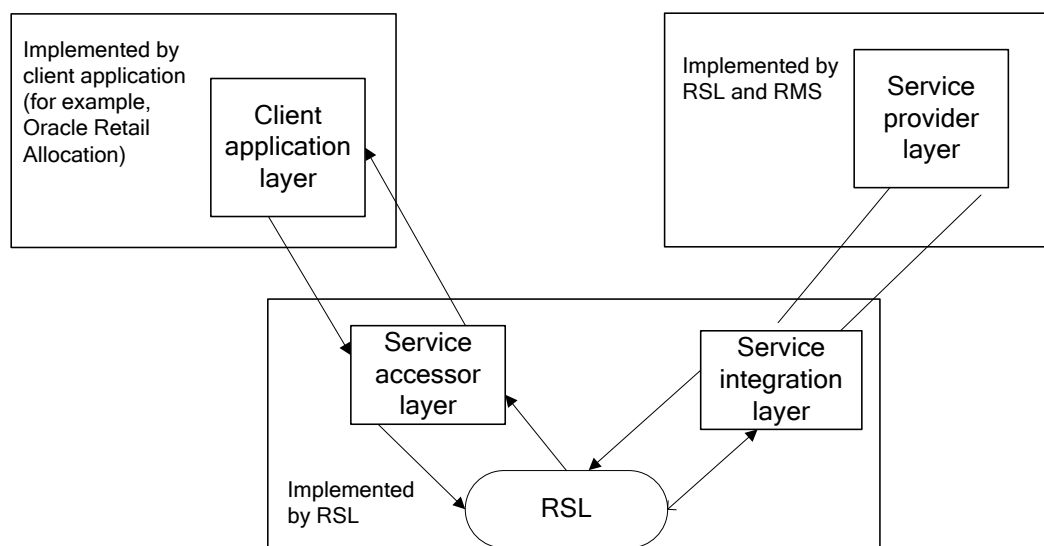 Implemented by
client application
(for example,
Oracle Retail
Allocation)
Client
application
layer
Implemented by
RSL and RMS
Service
provider
layer
Service
accessor
layer
Service
integration
layer
Implemented
by RSL
RSL